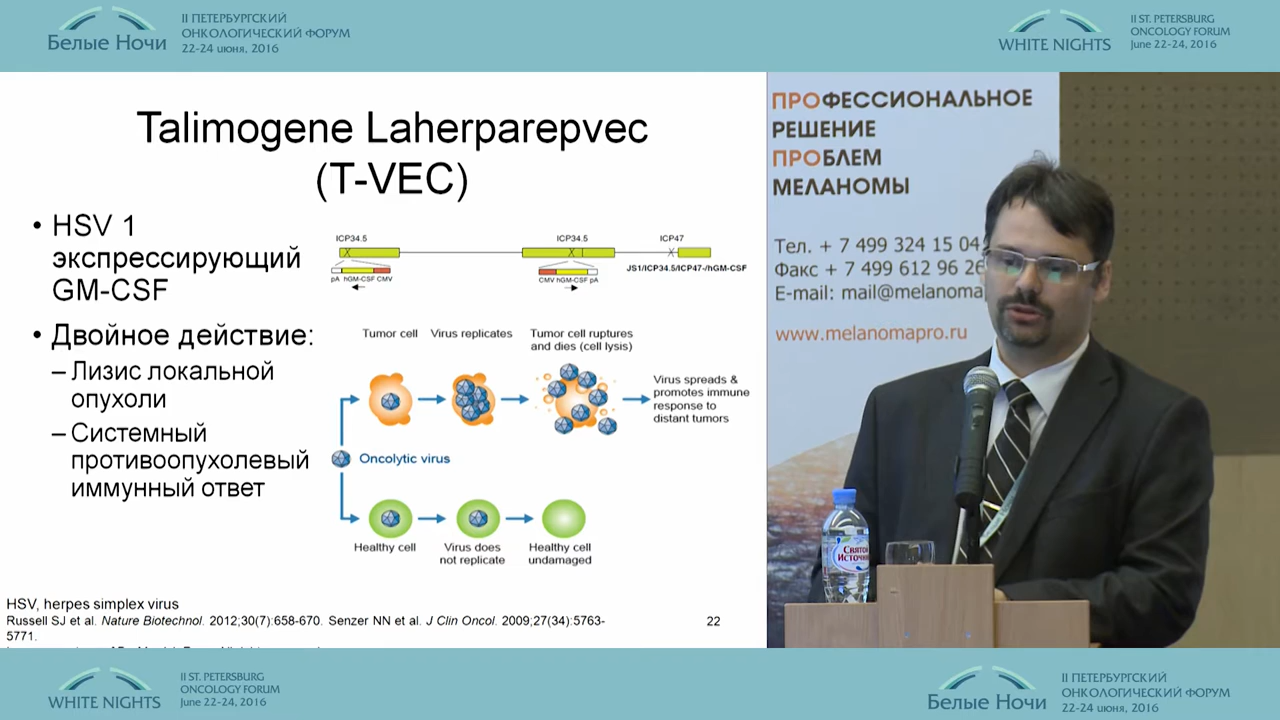 Белые Ночи
II ПЕТЕРБУРГСКИЙ
ОНКОЛОГИЧЕСКИЙ ФОРУМ
22-24 июня, 2016
WHITE NIGHTS
II ST. PETERSBURG
ONCOLOGY FORUM
June 22-24, 2016
Talimogene Laherparepvec
(T-VEC)
• HSV 1
экспрессирующий
GM-CSF
• Двойное действие:
– Лизис локальной
опухоли
– Системный
противоопухолевый
иммунный ответ
ICP34.5
ICP34.5
ICP47
pA hGM-CSF CMV
CMV hGM-CSF pA
JS1/ICP34.5/ICP47-/hGM-CSF
Tumor cell
Virus replicates
Tumor cell ruptures
and dies (cell lysis)
Virus spreads &
promotes immune
response to
distant tumors
Oncolytic virus
Healthy cell
Virus does
not replicate
Healthy cell
undamaged
HSV, herpes simplex virus
Russell SJ et al. Nature Biotechnol. 2012;30(7):658-670. Senzer NN et al. J Clin Oncol. 2009;27(34):5763-
5771.
22
ПРОФЕССИОНАЛЬНОЕ
РЕШЕНИЕ
ПРОБЛЕМ
МЕЛАНОМЫ
Тел. + 7 499 324 15 04
Факс + 7 499 612 96 26
E-mail: mail@melanoma
www.melanomapro.ru
Святой
Источник
WHITE NIGHTS
II ST. PETERSBURG
ONCOLOGY FORUM
June 22-24, 2016
Белые Ночи
II ПЕТЕРБУРГСКИЙ
ОНКОЛОГИЧЕСКИЙ ФОРУМ
22-24 июня, 2016